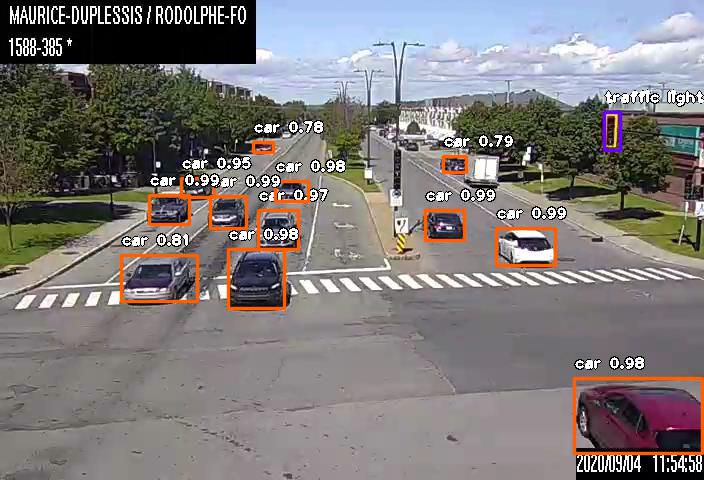 MAURICE-DUPLESSIS / RODOLPHE-FO
1588-385 *
traffic light
car 0.78
car 0.79
car 0.95
car 0.98
car 0.99
car 0.99
car 0.97
car 0.99
car 0.99
car 0.81
car 0.98
car 0.98
2020/09/04 11:54:58